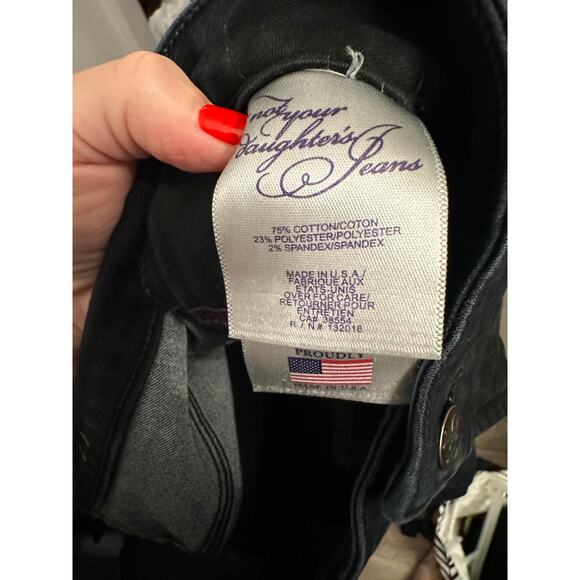 not your
daughter's
Jeans
75% COTTON/COTON
23% POLYESTER/POLYESTER
2% SPANDEX/SPANDEX
MADE IN U.S.A./
FABRIQUE AUX
ETATS-UNIS
OVER FOR CARE/
RETOURNER POUR
ENTRETIEN
CA# 38554
R./ N# 132016
PROUDLY
MADE IN U.S.A.